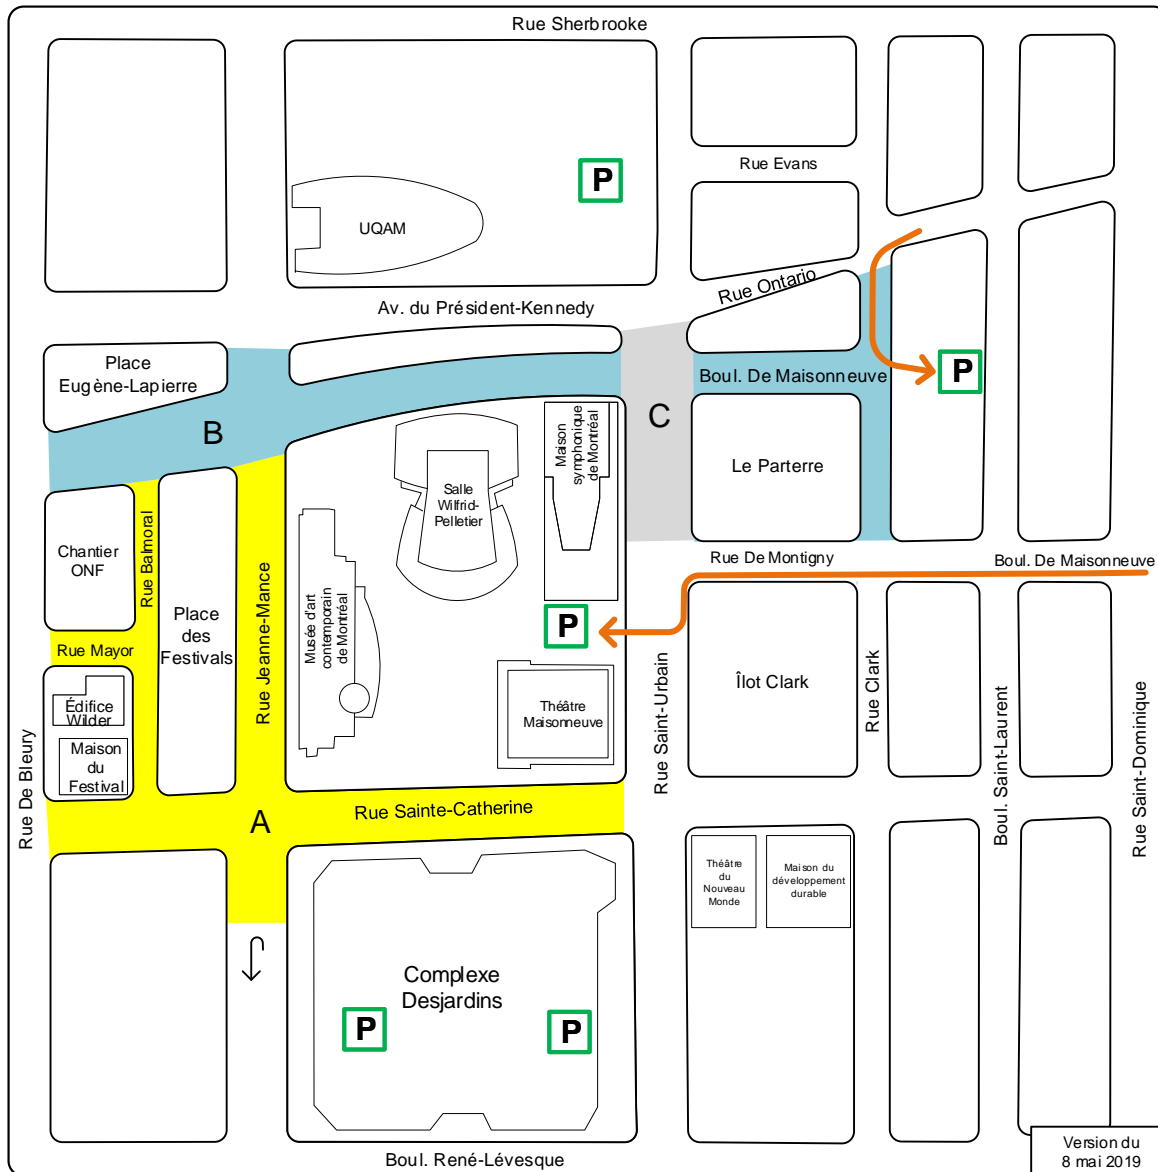 Rue Sherbrooke
P
Rue Evans
UQAM
Rue Ontario
Av. du Président-Kennedy
Place
Eugène-Lapierre
Boul. De Maisonneuve
P
B
C
Maison
symphonique
de Montréal
Le Parterre
Salle
Wilfrid-
Pelletier
Chantier
ONF
Rue Balmoral
Rue De Montigny
Boul. De Maisonneuve
Place
des
Festivals
Rue Jeanne-Mance
Musée d'art
contemporain
de Montréal
P
Rue Mayor
Édifice
Wilder
Maison
du
Festival
Théâtre
Maisonneuve
Rue Saint-Urbain
Îlot Clark
Rue Clark
Boul. Saint-Laurent
Rue Saint-Dominique
Rue De Bleury
A
Rue Sainte-Catherine
Théâtre
du
Nouveau
Monde
Maison du
développement
durable
Complexe
Desjardins
P
P
Boul. René-Lévesque
Version du
8 mai 2019